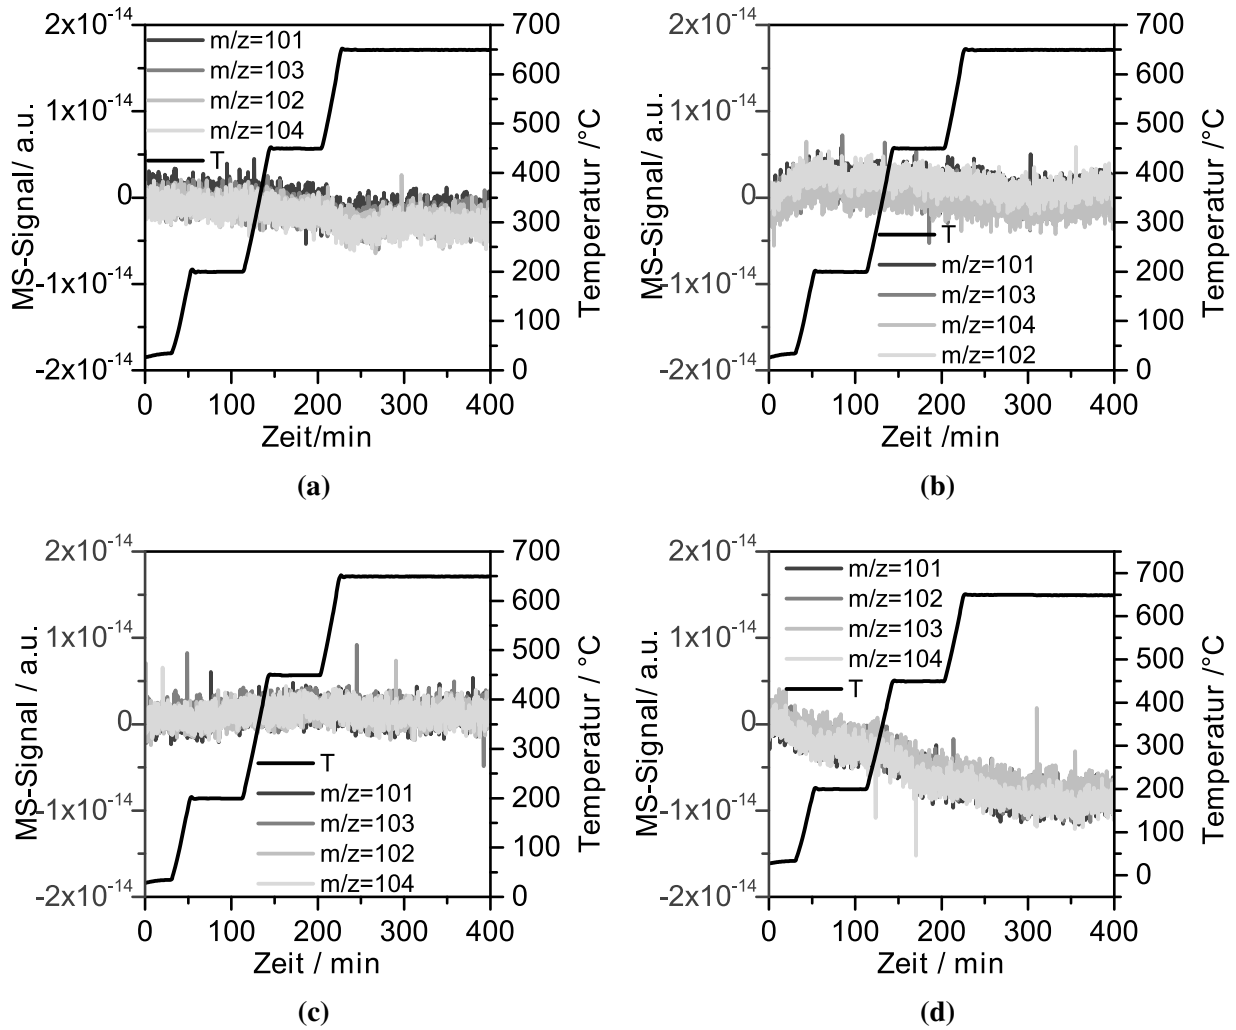 2x10-14
1x10-14
0
-1x10-14
-2x10-14
MS-Signal/ a.u.
m/z=101
m/z=103
m/z=102
m/z=104
T
700
600
500
400
300
200
100
0
Temperatur /°C
0 100 200 300 400
Zeit/min
(a)
2x10-14
1x10-14
0
-1x10-14
-2x10-14
MS-Signal/ a.u.
T
m/z=101
m/z=103
m/z=104
m/z=102
700
600
500
400
300
200
100
0
Temperatur /°C
0 100 200 300 400
Zeit /min
(b)
2x10-14
1x10-14
0
-1x10-14
-2x10-14
MS-Signal / a.u.
T
m/z=101
m/z=103
m/z=102
m/z=104
700
600
500
400
300
200
100
0
Temperatur / °C
0 100 200 300 400
Zeit / min
(c)
2x10-14
1x10-14
0
-1x10-14
-2x10-14
MS-Signal/ a.u.
m/z=101
m/z=102
m/z=103
m/z=104
T
700
600
500
400
300
200
100
0
Temperatur /°C
0 100 200 300 400
Zeit / min
(d)